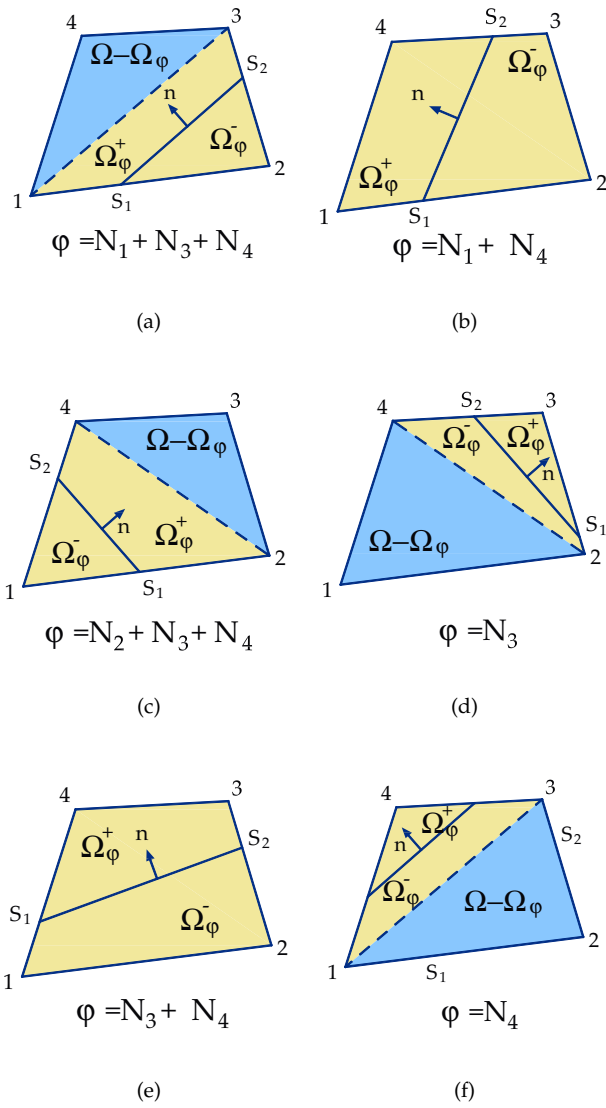 4
3
Ω–Ωφ
S₂
n
Ωφ⁺
Ωφ⁻
2
1
S₁
φ =N₁+ N₃+ N₄
(a)
4
S₂
3
Ωφ⁻
n
Ωφ⁺
2
1
S₁
φ =N₁+ N₄
(b)
4
3
Ω–Ωφ
S₂
n
Ωφ⁺
Ωφ⁻
2
1
S₁
φ =N₂+ N₃+ N₄
(c)
4
S₂
3
Ωφ⁻
Ωφ⁺
n
S₁
Ω–Ωφ
2
1
φ =N₃
(d)
4
3
Ωφ⁺
n
S₂
S₁
Ωφ⁻
2
1
φ =N₃+ N₄
(e)
4
3
Ωφ⁺
n
S₂
Ωφ⁻
Ω–Ωφ
2
1
S₁
φ =N₄
(f)